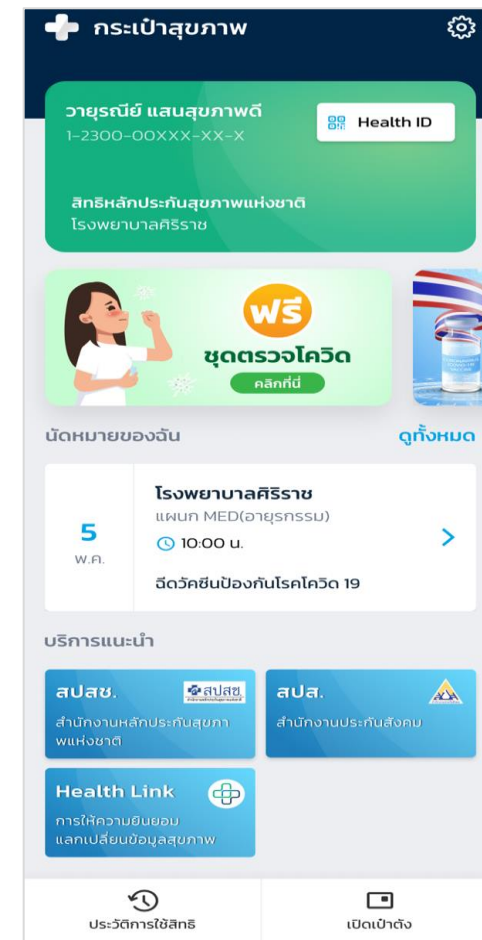 กระเป๋าสุขภาพ
วายุรณีย์ แสนสุขภาพดี
1-2300-00XXX-XX-X
Health ID
สิทธิหลักประกันสุขภาพแห่งชาติ
โรงพยาบาลศิริราช
ฟรี
ชุดตรวจโควิด
คลิกที่นี่
นัดหมายของฉัน
ดูทั้งหมด
5
พ.ค.
โรงพยาบาลศิริราช
แผนก MED(อายุรกรรม)
10:00 น.
ฉีดวัคซีนป้องกันโรคโควิด 19
บริการแนะนำ
สปสช.
สปสช.
สำนักงานหลักประกันสุขภา
พแห่งชาติ
สปส.
สำนักงานประกันสังคม
Health Link
การให้ความยินยอม
แลกเปลี่ยนข้อมูลสุขภาพ
ประวัติการใช้สิทธิ
เปิดเป๋าตัง